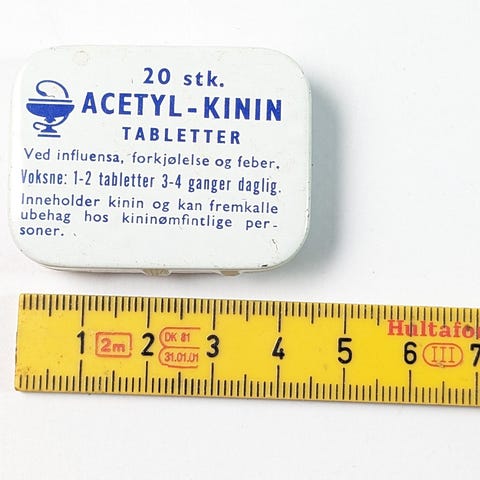 20 stk.
ACETYL-KININ
TABLETTER
Ved influensa, forkjølelse og feber.
Voksne: 1-2 tabletter 3-4 ganger daglig.
Inneholder kinin og kan fremkalle
ubehag hos kininømfintlige per-
soner.
Hultafo
1 2m 2 DK 81 3 4 5 6 III 7
31.01.01